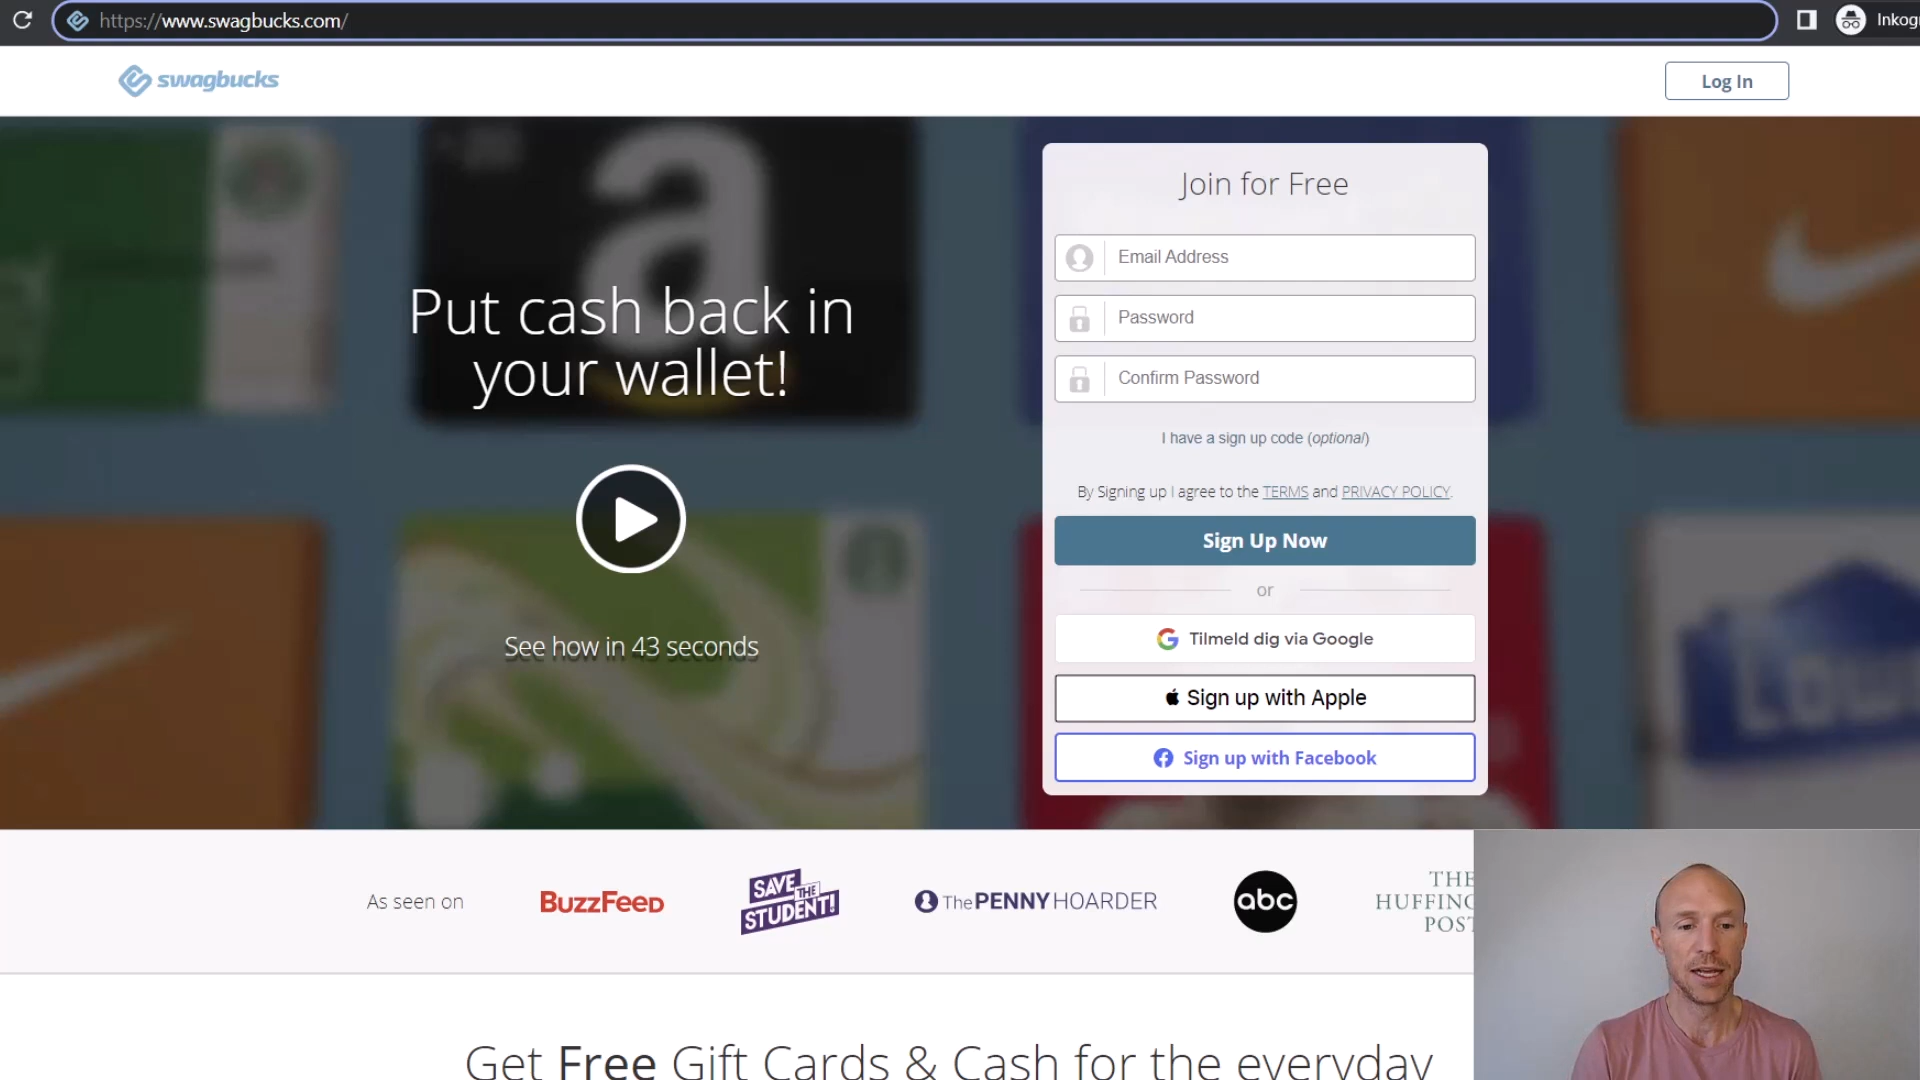 https://www.swagbucks.com/
Inkog
swagbucks
Log In
Put cash back in
your wallet!
See how in 43 seconds
Join for Free
Email Address
Password
Confirm Password
I have a sign up code (optional)
By Signing up I agree to the TERMS and PRIVACY POLICY.
Sign Up Now
or
Tilmeld dig via Google
Sign up with Apple
Sign up with Facebook
As seen on
BuzzFeed
SAVE THE
STUDENT!
The PENNY HOARDER
abc
THE
HUFFING
POST
Get Free Gift Cards & Cash for the everyday